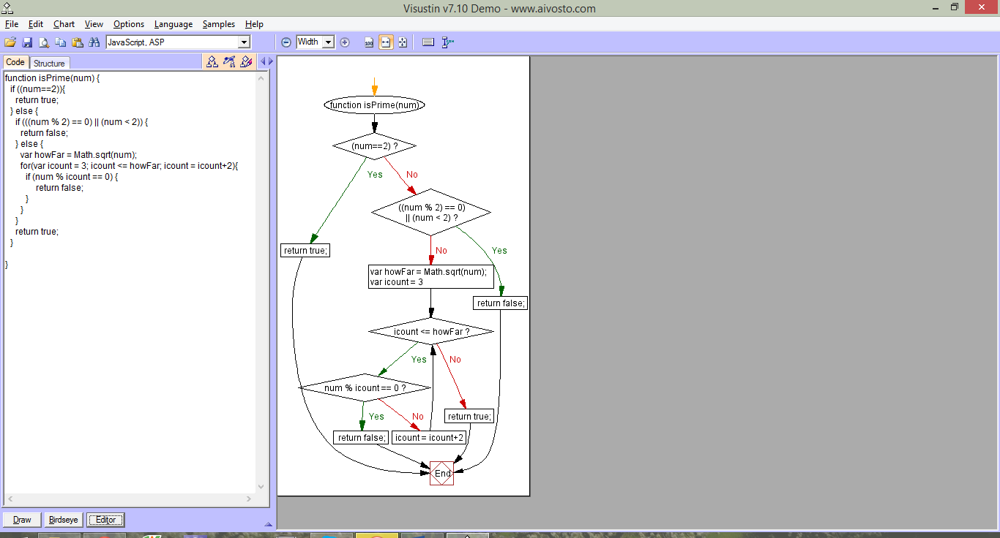 Visustin v7.10 Demo - www.aivosto.com
File Edit Chart View Options Language Samples Help
JavaScript, ASP
Width
100
Code Structure
function isPrime(num) {
if ((num==2)){
return true;
} else {
if (((num % 2) == 0) || (num < 2)) {
return false;
} else {
var howFar = Math.sqrt(num);
for(var icount = 3; icount <= howFar; icount = icount+2){
if (num % icount == 0) {
return false;
}
}
}
return true;
}
}
Draw Birdseye Editor
function isPrime(num)
(num==2) ?
Yes
No
((num % 2) == 0)
|| (num < 2) ?
return true;
No
Yes
var howFar = Math.sqrt(num);
var icount = 3
return false;
icount <= howFar ?
Yes
No
num % icount == 0 ?
Yes
No
return true;
return false;
icount = icount+2
End